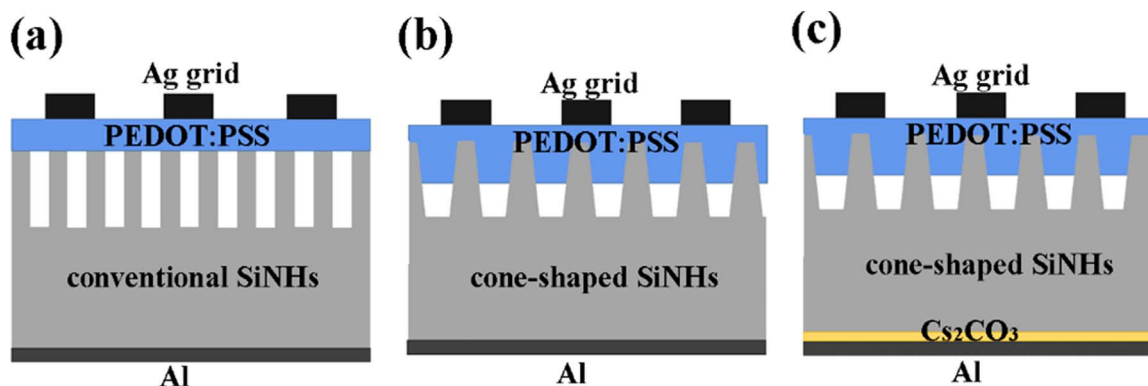 (a)
Ag grid
PEDOT:PSS
conventional SiNHs
Al
(b)
Ag grid
PEDOT:PSS
cone-shaped SiNHs
Al
(c)
Ag grid
PEDOT:PSS
cone-shaped SiNHs
Cs₂CO₃
Al